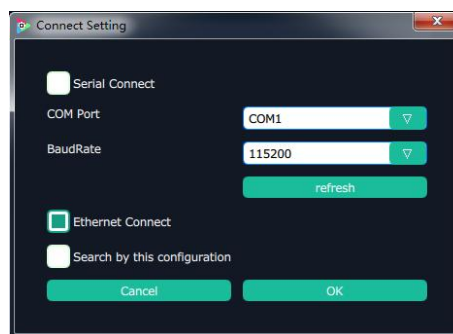 Connect Setting
Serial Connect
COM Port
COM1
BaudRate
115200
refresh
Ethernet Connect
Search by this configuration
Cancel
OK